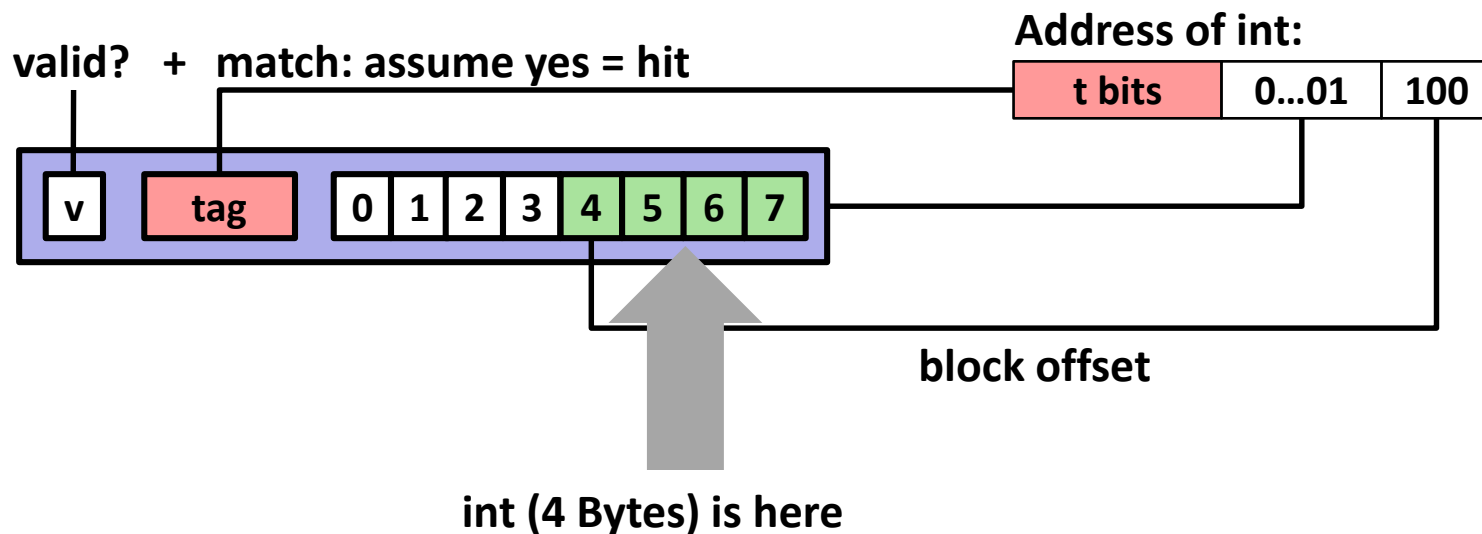 Address of int:
valid? + match: assume yes = hit
t bits 0...01 100
v tag 0 1 2 3 4 5 6 7
block offset
int (4 Bytes) is here